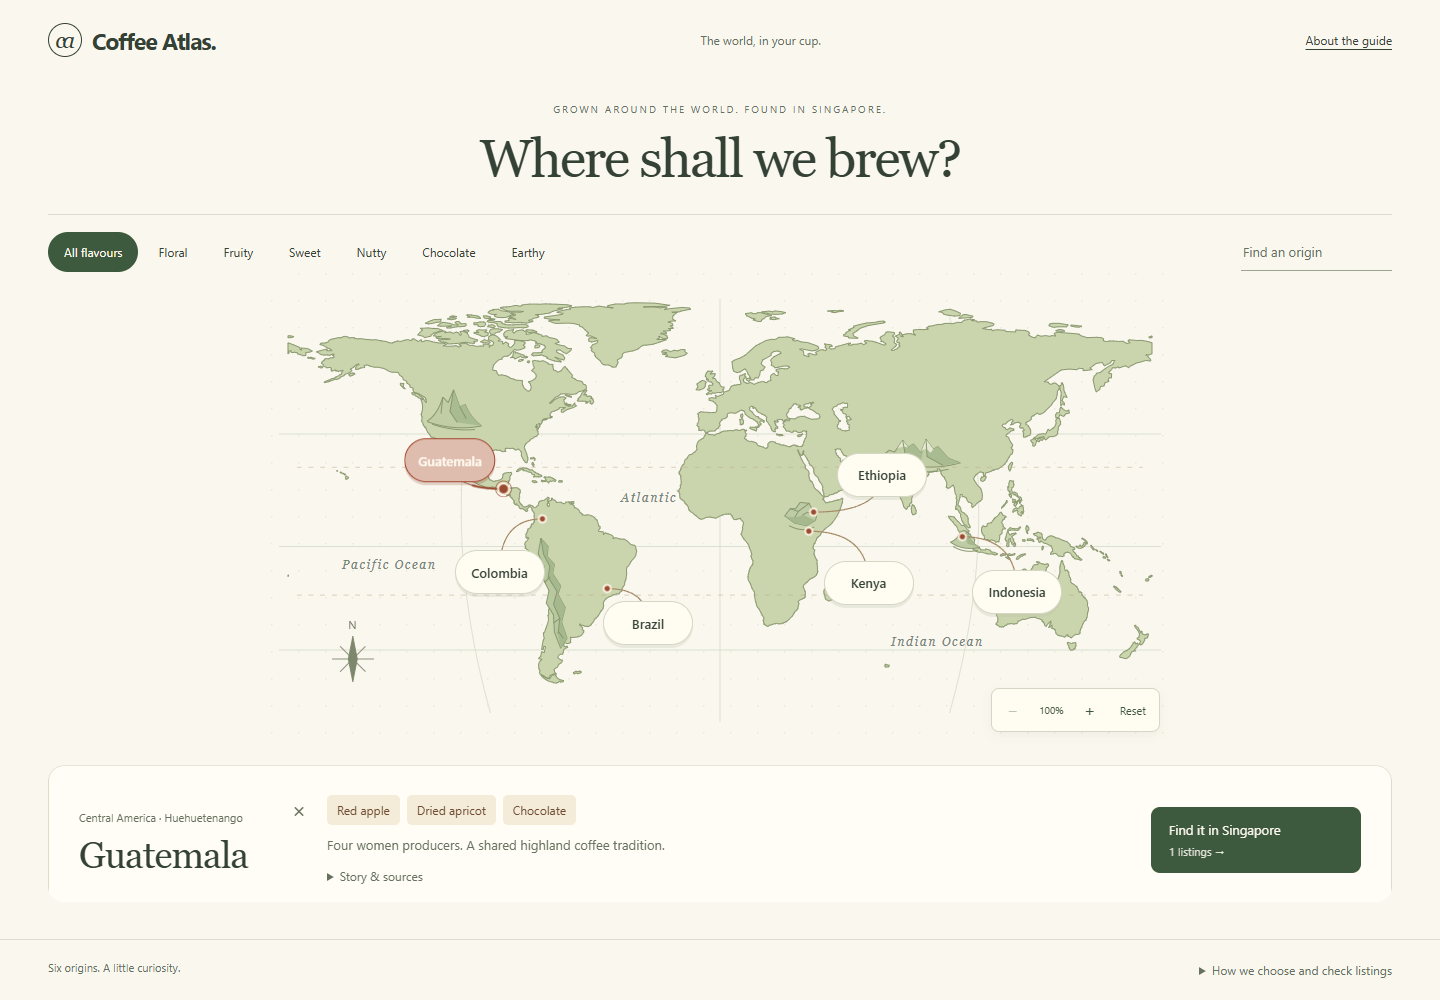 ca Coffee Atlas.
The world, in your cup.
About the guide
GROWN AROUND THE WORLD. FOUND IN SINGAPORE.
Where shall we brew?
All flavours
Floral
Fruity
Sweet
Nutty
Chocolate
Earthy
Find an origin
Guatemala
Ethiopia
Atlantic
Pacific Ocean
Colombia
Kenya
Indonesia
Brazil
N
Indian Ocean
− 100% + Reset
Central America · Huehuetenango
Guatemala
×
Red apple
Dried apricot
Chocolate
Four women producers. A shared highland coffee tradition.
▶ Story & sources
Find it in Singapore
1 listings →
Six origins. A little curiosity.
▶ How we choose and check listings